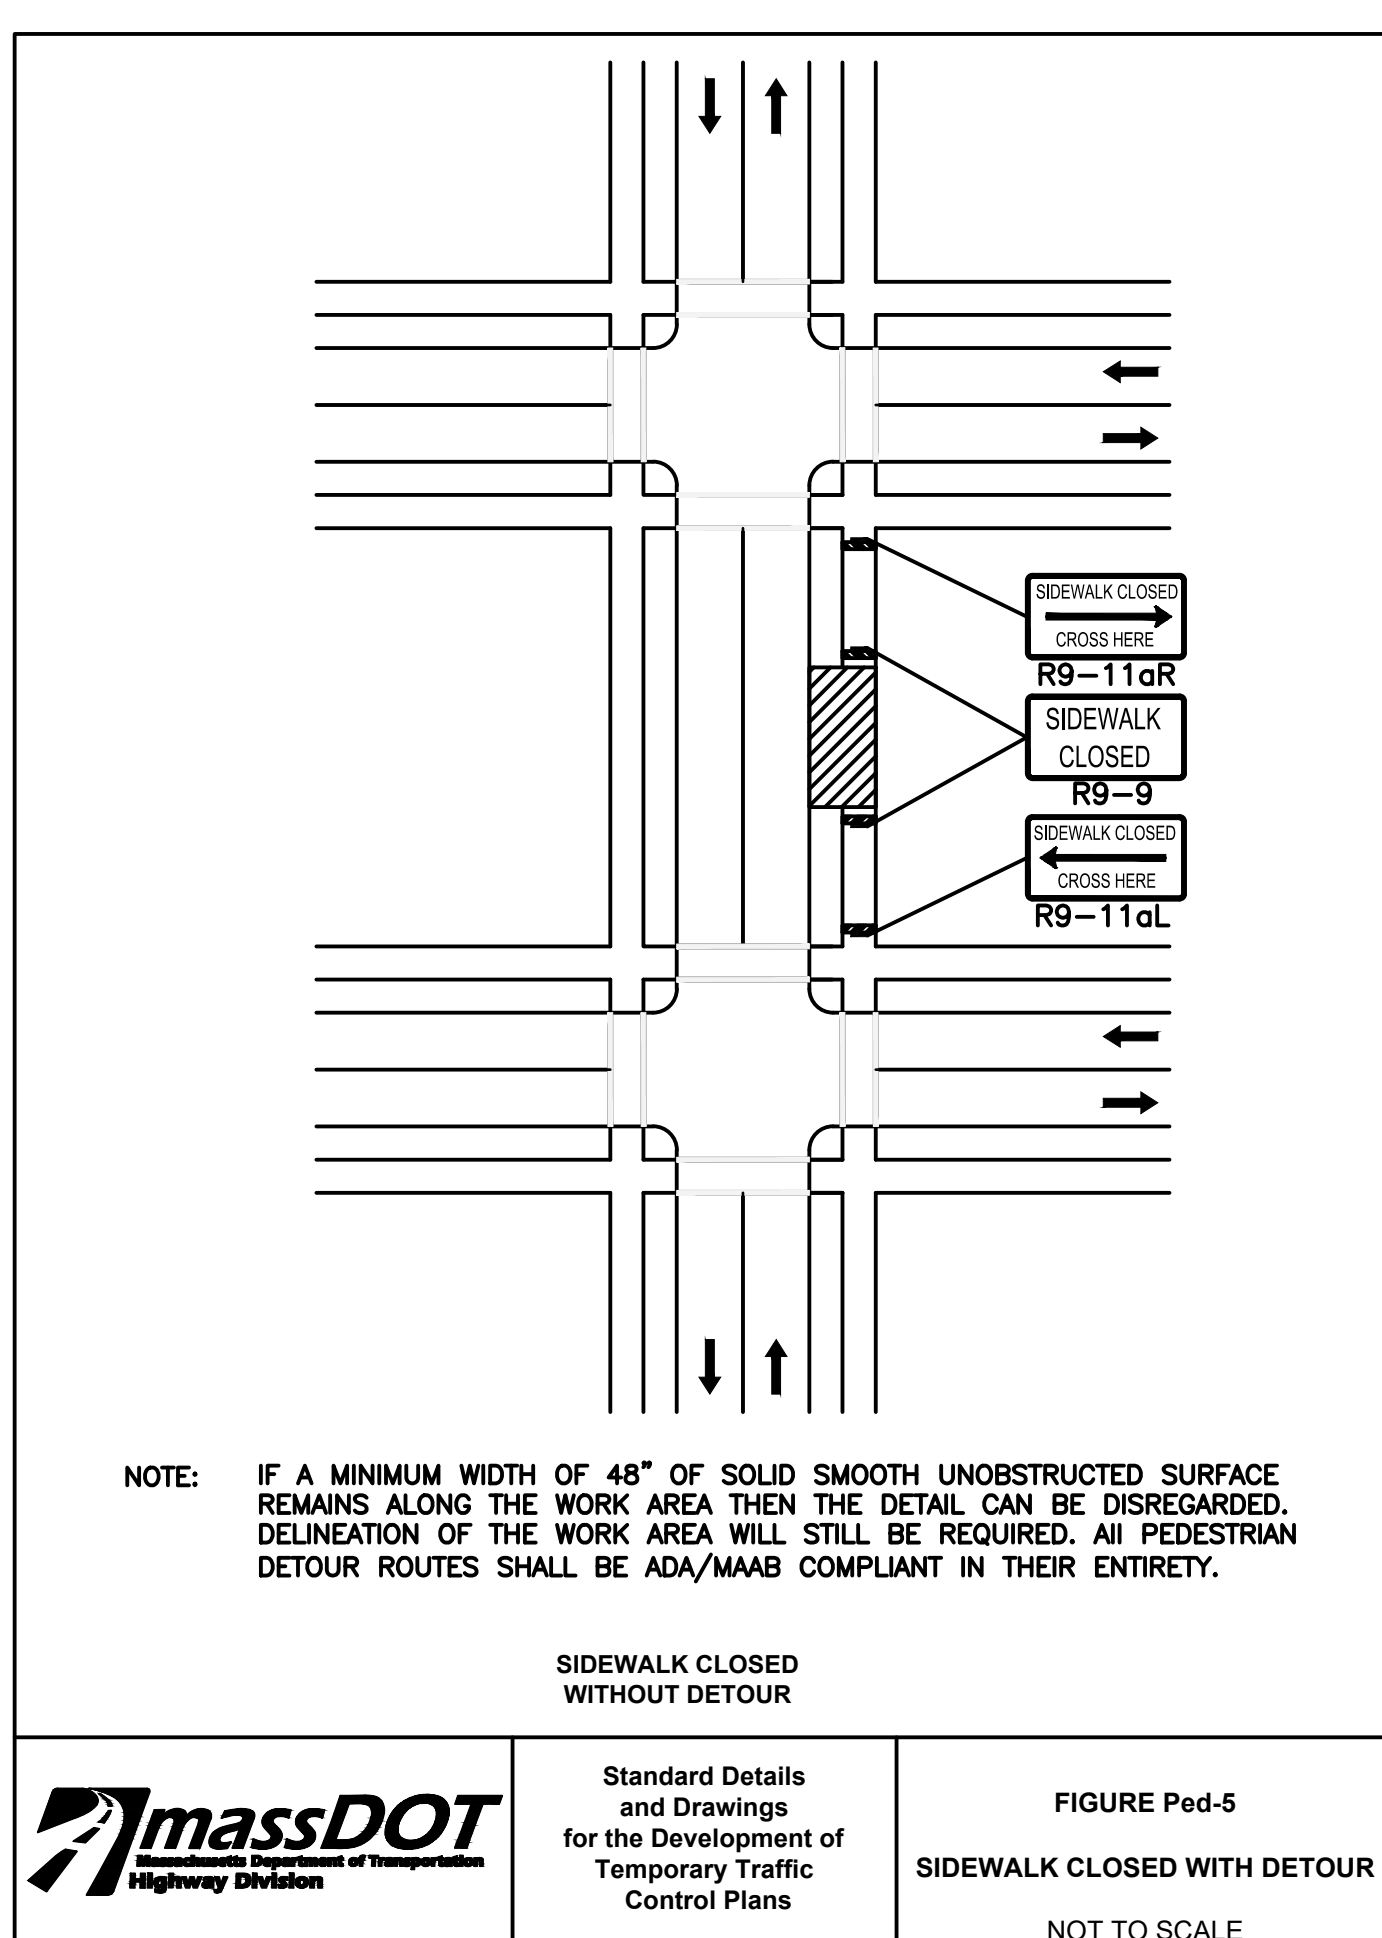 SIDEWALK CLOSED
CROSS HERE
R9-11aR
SIDEWALK
CLOSED
R9-9
SIDEWALK CLOSED
CROSS HERE
R9-11aL
NOTE: IF A MINIMUM WIDTH OF 48" OF SOLID SMOOTH UNOBSTRUCTED SURFACE
REMAINS ALONG THE WORK AREA THEN THE DETAIL CAN BE DISREGARDED.
DELINEATION OF THE WORK AREA WILL STILL BE REQUIRED. All PEDESTRIAN
DETOUR ROUTES SHALL BE ADA/MAAB COMPLIANT IN THEIR ENTIRETY.
SIDEWALK CLOSED
WITHOUT DETOUR
massDOT
Massachusetts Department of Transportation
Highway Division
Standard Details
and Drawings
for the Development of
Temporary Traffic
Control Plans
FIGURE Ped-5
SIDEWALK CLOSED WITH DETOUR
NOT TO SCALE